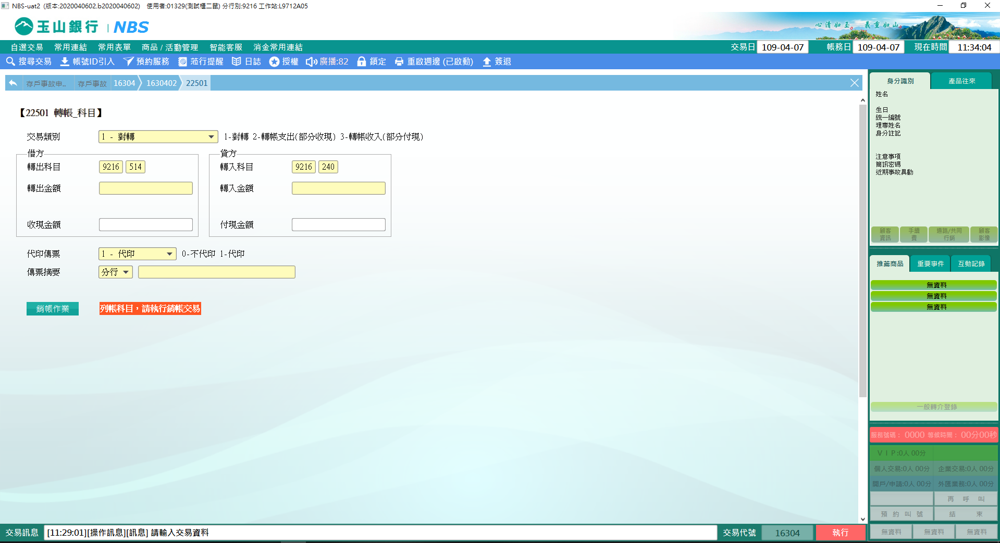 NBS-uat2 (版本:2020040602.b2020040602) 使用者:01329(測試櫃二鼠) 分行別:9216 工作站:L9712A05
玉山銀行 | NBS
心清如玉。義重如山。
自選交易 常用連結 常用表單 商品 / 活動管理 智能客服 消金常用連結 交易日 109-04-07 帳務日 109-04-07 現在時間 11:34:04
搜尋交易 帳號ID引入 預約服務 蒞行提醒 日誌 授權 廣播:82 鎖定 重啟週邊 (已啟動) 簽退
存戶事故申.. 存戶事故 16304 1630402 22501
【22501 轉帳_科目】
交易類別 1 - 對轉 1-對轉 2-轉帳支出(部分收現) 3-轉帳收入(部分付現)
借方 貸方
轉出科目 9216 514 轉入科目 9216 240
轉出金額 轉入金額
收現金額 付現金額
代印傳票 1 - 代印 0-不代印 1-代印
傳票摘要 分行
銷帳作業 列帳科目，請執行銷帳交易
身分識別 產品往來
姓名
生日
統一編號
理專姓名
身分註記
注意事項
簡訊密碼
近期事故異動
顧客資訊 手續費 通路/共同行銷 顧客影像
推薦商品 重要事件 互動記錄
無資料
無資料
無資料
一般轉介登錄
服務號碼： 0000 等候時間： 00分00秒
ＶＩＰ:0人 00分
個人交易:0人 00分 企業交易:0人 00分
開戶/申請:0人 00分 外匯業務:0人 00分
再 呼 叫
預 約 叫 號 結 束
無資料 無資料 無資料
交易訊息 [11:29:01][操作訊息][訊息] 請輸入交易資料 交易代號 16304 執行